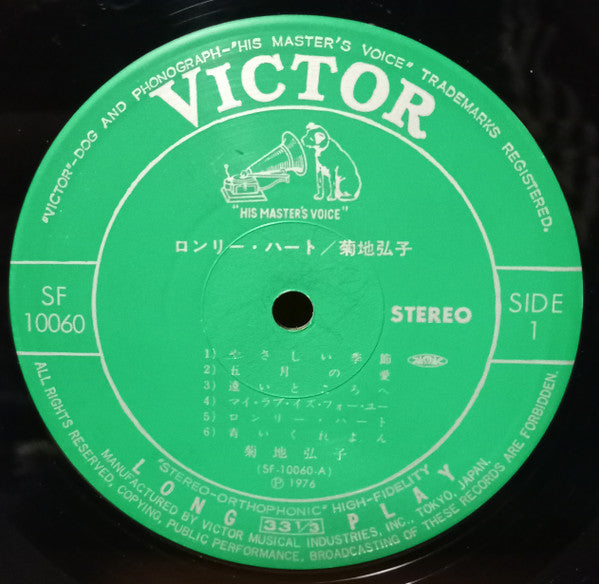 "VICTOR"-DOG AND PHONOGRAPH-"HIS MASTER'S VOICE" TRADEMARKS REGISTERED.
VICTOR
"HIS MASTER'S VOICE"
ロンリー・ハート/菊地弘子
SF
10060
STEREO
SIDE
1
1) やさしい季節
2) 五月の愛
3) 遠いところへ
4) マイ・ラブ・イズ・フォー・ユー
5) ロンリー・ハート
6) 青いくれよん
菊地弘子
(SF-10060-A)
Ⓟ 1976
"STEREO-ORTHOPHONIC" HIGH-FIDELITY
LONG 33 1/3 PLAY
MANUFACTURED BY VICTOR MUSICAL INDUSTRIES, INC., TOKYO, JAPAN.
ALL RIGHTS RESERVED, COPYING, PUBLIC PERFORMANCE, BROADCASTING OF THESE RECORDS ARE FORBIDDEN.